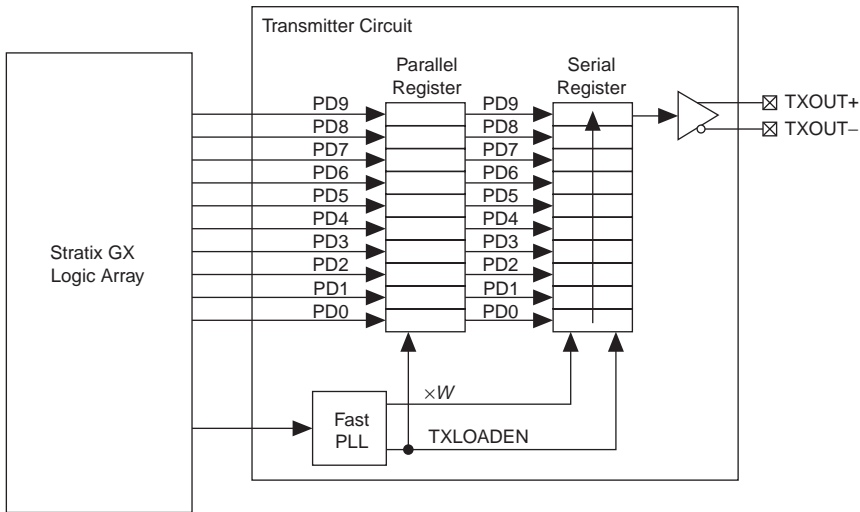 Transmitter Circuit
Parallel
Register
Serial
Register
PD9
PD9
TXOUT+
PD8
PD8
TXOUT−
PD7
PD7
PD6
PD6
PD5
PD5
PD4
PD4
Stratix GX
Logic Array
PD3
PD3
PD2
PD2
PD1
PD1
PD0
PD0
×W
Fast
PLL
TXLOADEN